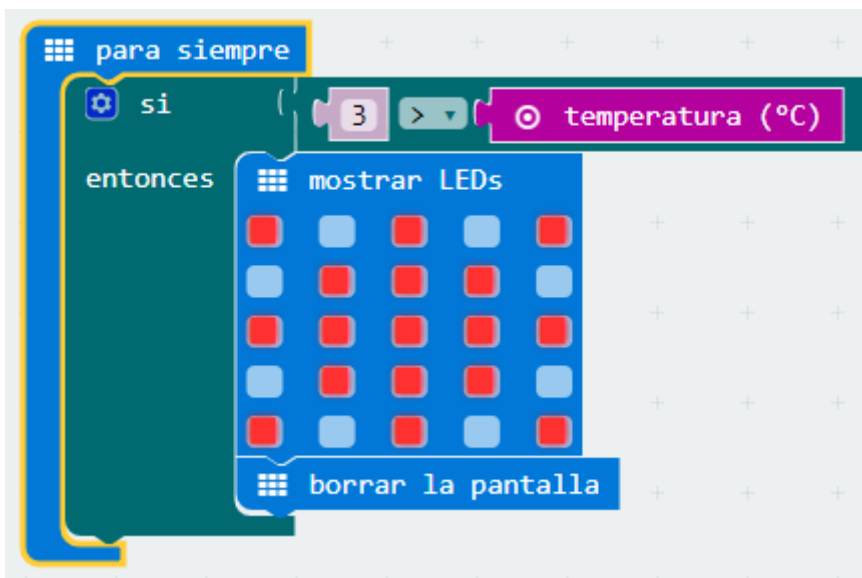 para siempre
si 3 > temperatura (°C)
entonces mostrar LEDs
borrar la pantalla